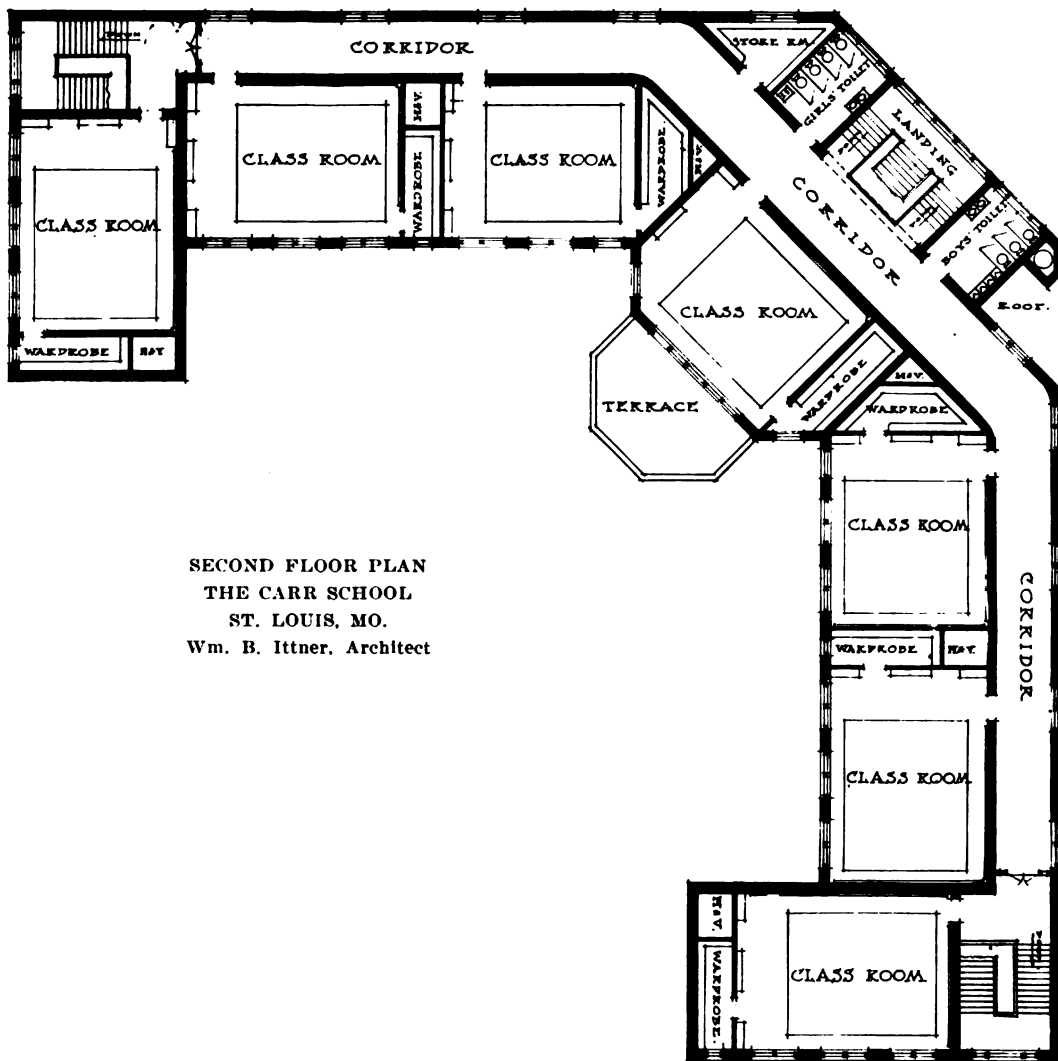 CORRIDOR
STORE RM.
GIRLS TOILET
LANDING
DOWN
H&V.
CLASS ROOM
CLASS ROOM
WARDROBE
WARDROBE
H&V.
CLASS ROOM
CORRIDOR
BOYS TOILET
ROOF.
CLASS ROOM
WARDROBE
H&V
WARDROBE
H&V.
WARDROBE
TERRACE
CLASS ROOM
SECOND FLOOR PLAN
THE CARR SCHOOL
ST. LOUIS, MO.
Wm. B. Ittner, Architect
CORRIDOR
WARDROBE
H&V.
CLASS ROOM
H&V.
WARDROBE.
CLASS ROOM